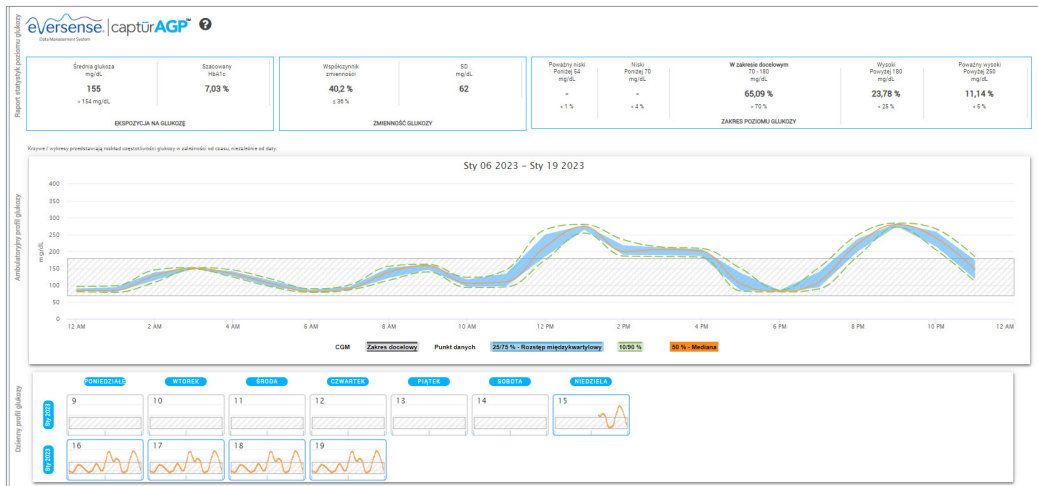 eversense. | captūrAGP™ ?
Data Management System
Raport statystyk poziomu glukozy
Średnia glukoza
mg/dL
155
< 154 mg/dL
Szacowany
HbA1c
7,03 %
EKSPOZYCJA NA GLUKOZĘ
Współczynnik
zmienności
40,2 %
≤ 36 %
SD
mg/dL
62
ZMIENNOŚĆ GLUKOZY
Poważny niski
Poniżej 54
mg/dL
-
< 1 %
Niski
Poniżej 70
mg/dL
-
< 4 %
W zakresie docelowym
70 - 180
mg/dL
65,09 %
> 70 %
Wysoki
Powyżej 180
mg/dL
23,78 %
< 25 %
Poważny wysoki
Powyżej 250
mg/dL
11,14 %
< 5 %
ZAKRES POZIOMU GLUKOZY
Krzywe / wykresy przedstawiają rozkład częstotliwości glukozy w zależności od czasu, niezależnie od daty.
Ambulatoryjny profil glukozy
Sty 06 2023 – Sty 19 2023
mg/dL
400
350
300
250
200
150
100
50
0
12 AM 2 AM 4 AM 6 AM 8 AM 10 AM 12 PM 2 PM 4 PM 6 PM 8 PM 10 PM 12 AM
CGM Zakres docelowy Punkt danych 25/75 % - Rozstęp międzykwartylowy 10/90 % 50 % - Mediana
Dzienny profil glukozy
PONIEDZIAŁE WTOREK ŚRODA CZWARTEK PIĄTEK SOBOTA NIEDZIELA
Sty 2023
9 10 11 12 13 14 15
Sty 2023
16 17 18 19